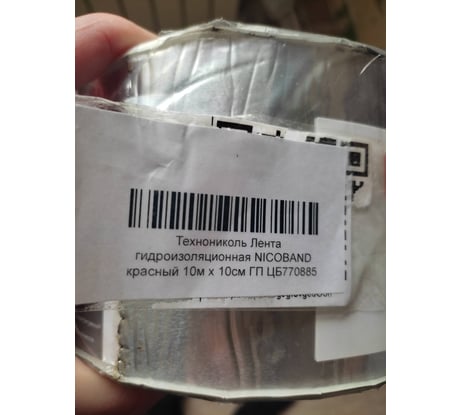 Технониколь Лента
гидроизоляционная NICOBAND
красный 10м х 10см ГП ЦБ770885